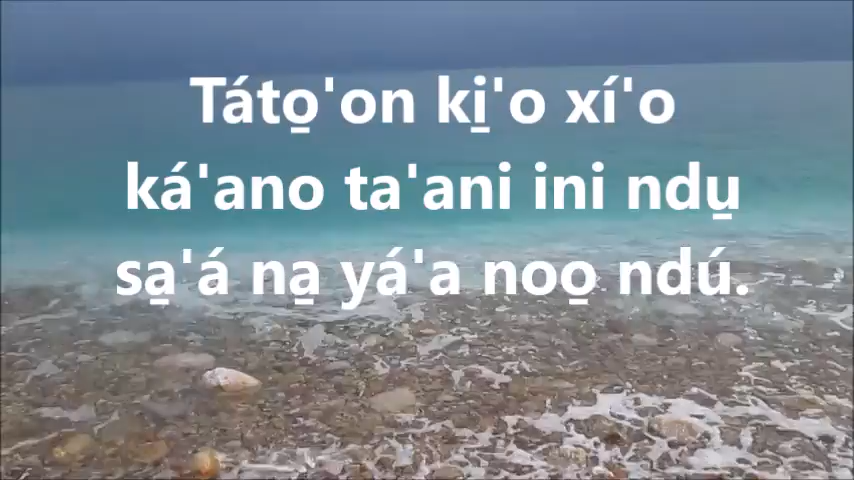 Táto̱'on ki̱'o xí'o
ká'ano ta'ani ini ndu̱
sa̱'á na̱ yá'a noo̱ ndú.